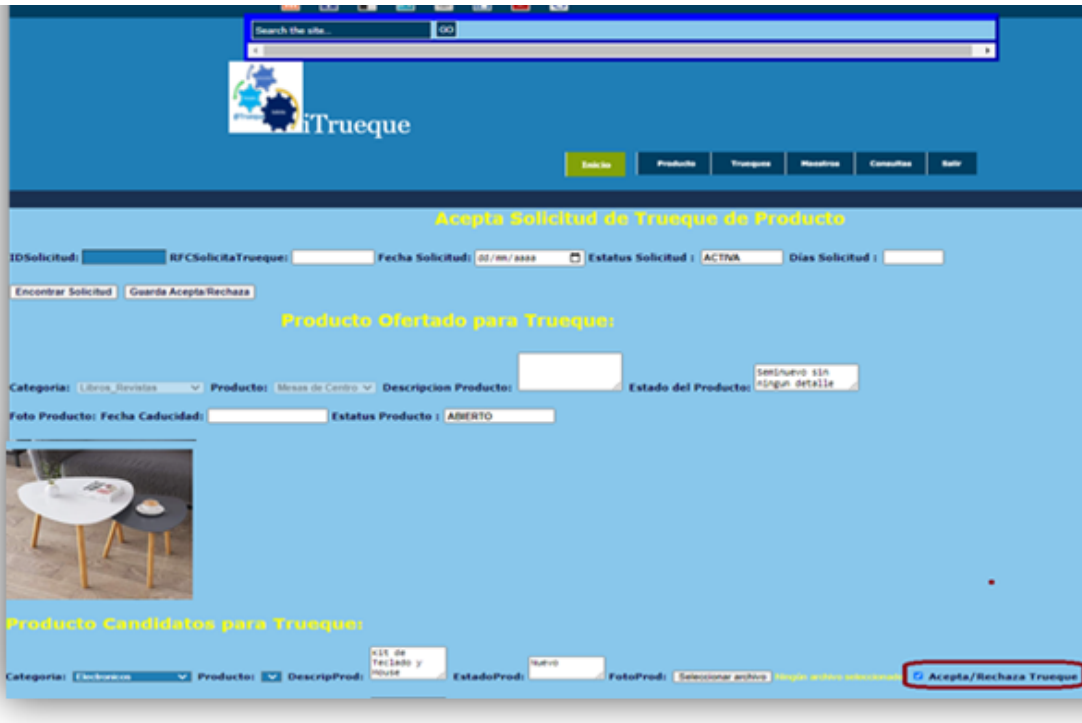 Search the site... GO
iTrueque
Inicio Producto Trueques Maestros Consultas Salir
Acepta Solicitud de Trueque de Producto
IDSolicitud: RFCSolicitaTrueque: Fecha Solicitud: dd/mm/aaaa Estatus Solicitud : ACTIVA Días Solicitud :
Encontrar Solicitud Guarda Acepta/Rechaza
Producto Ofertado para Trueque:
Categoria: Libros_Revistas Producto: Mesas de Centro Descripcion Producto: Estado del Producto: Seminuevo sin
ningun detalle
Foto Producto: Fecha Caducidad: Estatus Producto : ABIERTO
Producto Candidatos para Trueque:
Categoria: Electronicos Producto: DescripProd: Kit de
Teclado y
Mouse
EstadoProd: Nuevo FotoProd: Seleccionar archivo Ningún archivo seleccionado Acepta/Rechaza Trueque